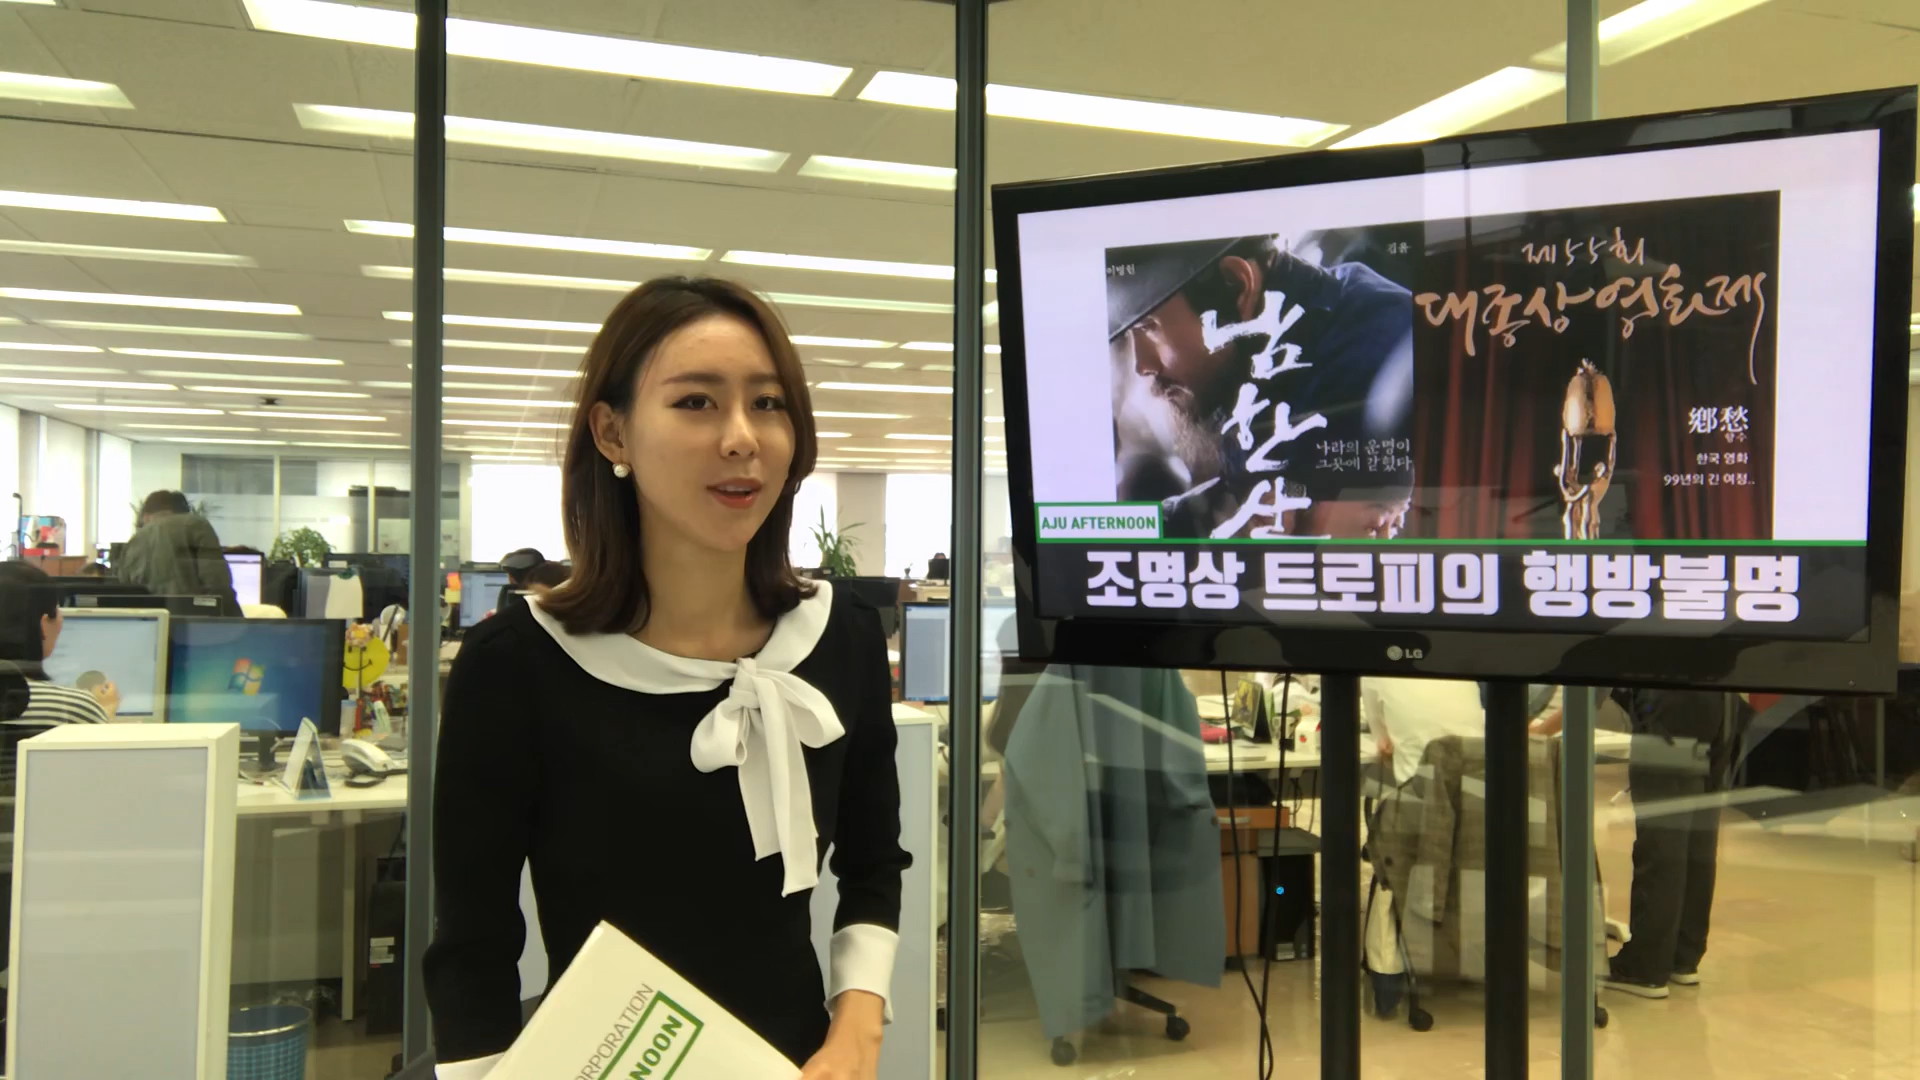 이병헌
김윤
남한산
나라의 운명이
그곳에 갇혔다
제55회
대종상영화제
鄕愁
향수
한국 영화
99년의 긴 여정..
AJU AFTERNOON
조명상 트로피의 행방불명
LG
ORPORATION
NOON